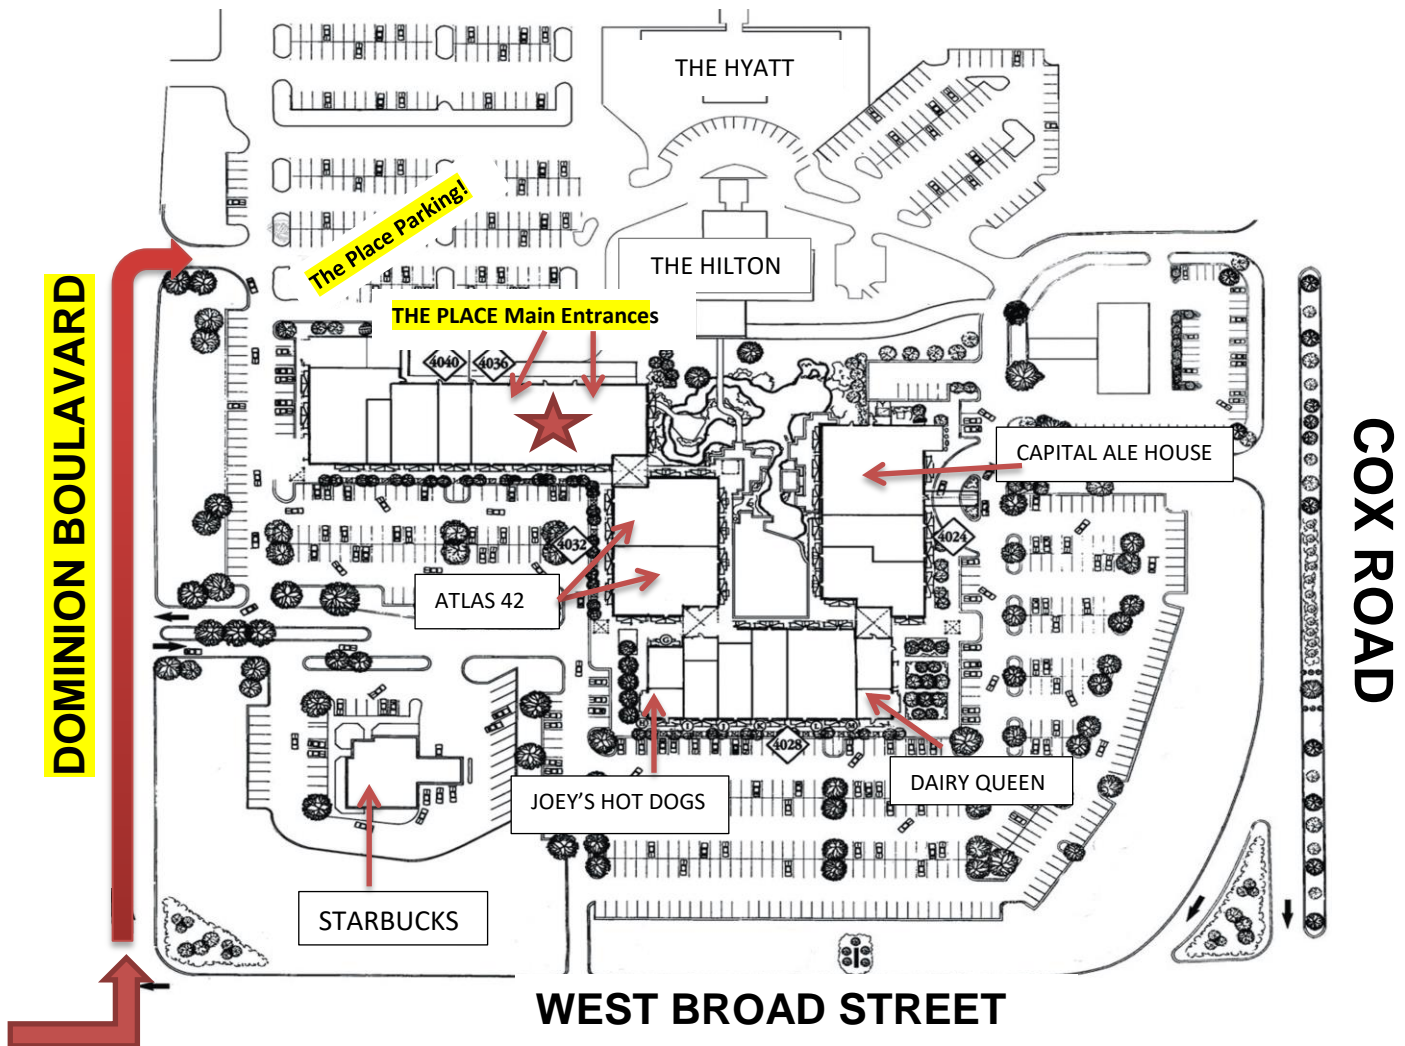 THE HYATT
The Place Parking!
THE HILTON
THE PLACE Main Entrances
4040
4036
DOMINION BOULAVARD
COX ROAD
CAPITAL ALE HOUSE
4032
4024
ATLAS 42
4028
DAIRY QUEEN
JOEY'S HOT DOGS
STARBUCKS
WEST BROAD STREET